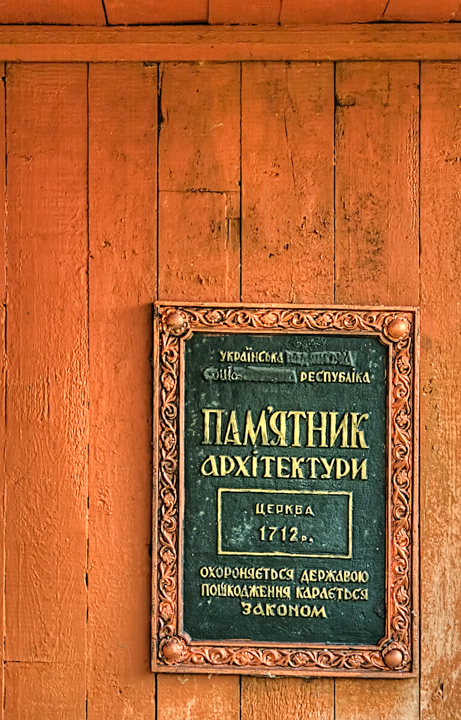 УКРАЇНСЬКА
РЕСПУБЛІКА
ПАМ'ЯТНИК
АРХІТЕКТУРИ
ЦЕРКВА
1712 р.
ОХОРОНЯЄТЬСЯ ДЕРЖАВОЮ
ПОШКОДЖЕННЯ КАРАЄТЬСЯ
ЗАКОНОМ